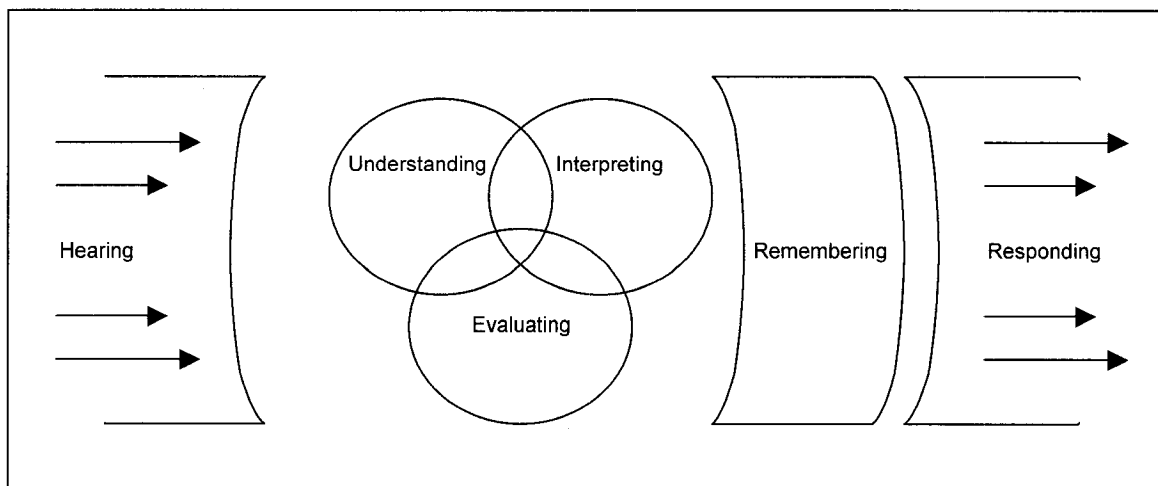 Understanding
Interpreting
Hearing
Remembering
Responding
Evaluating